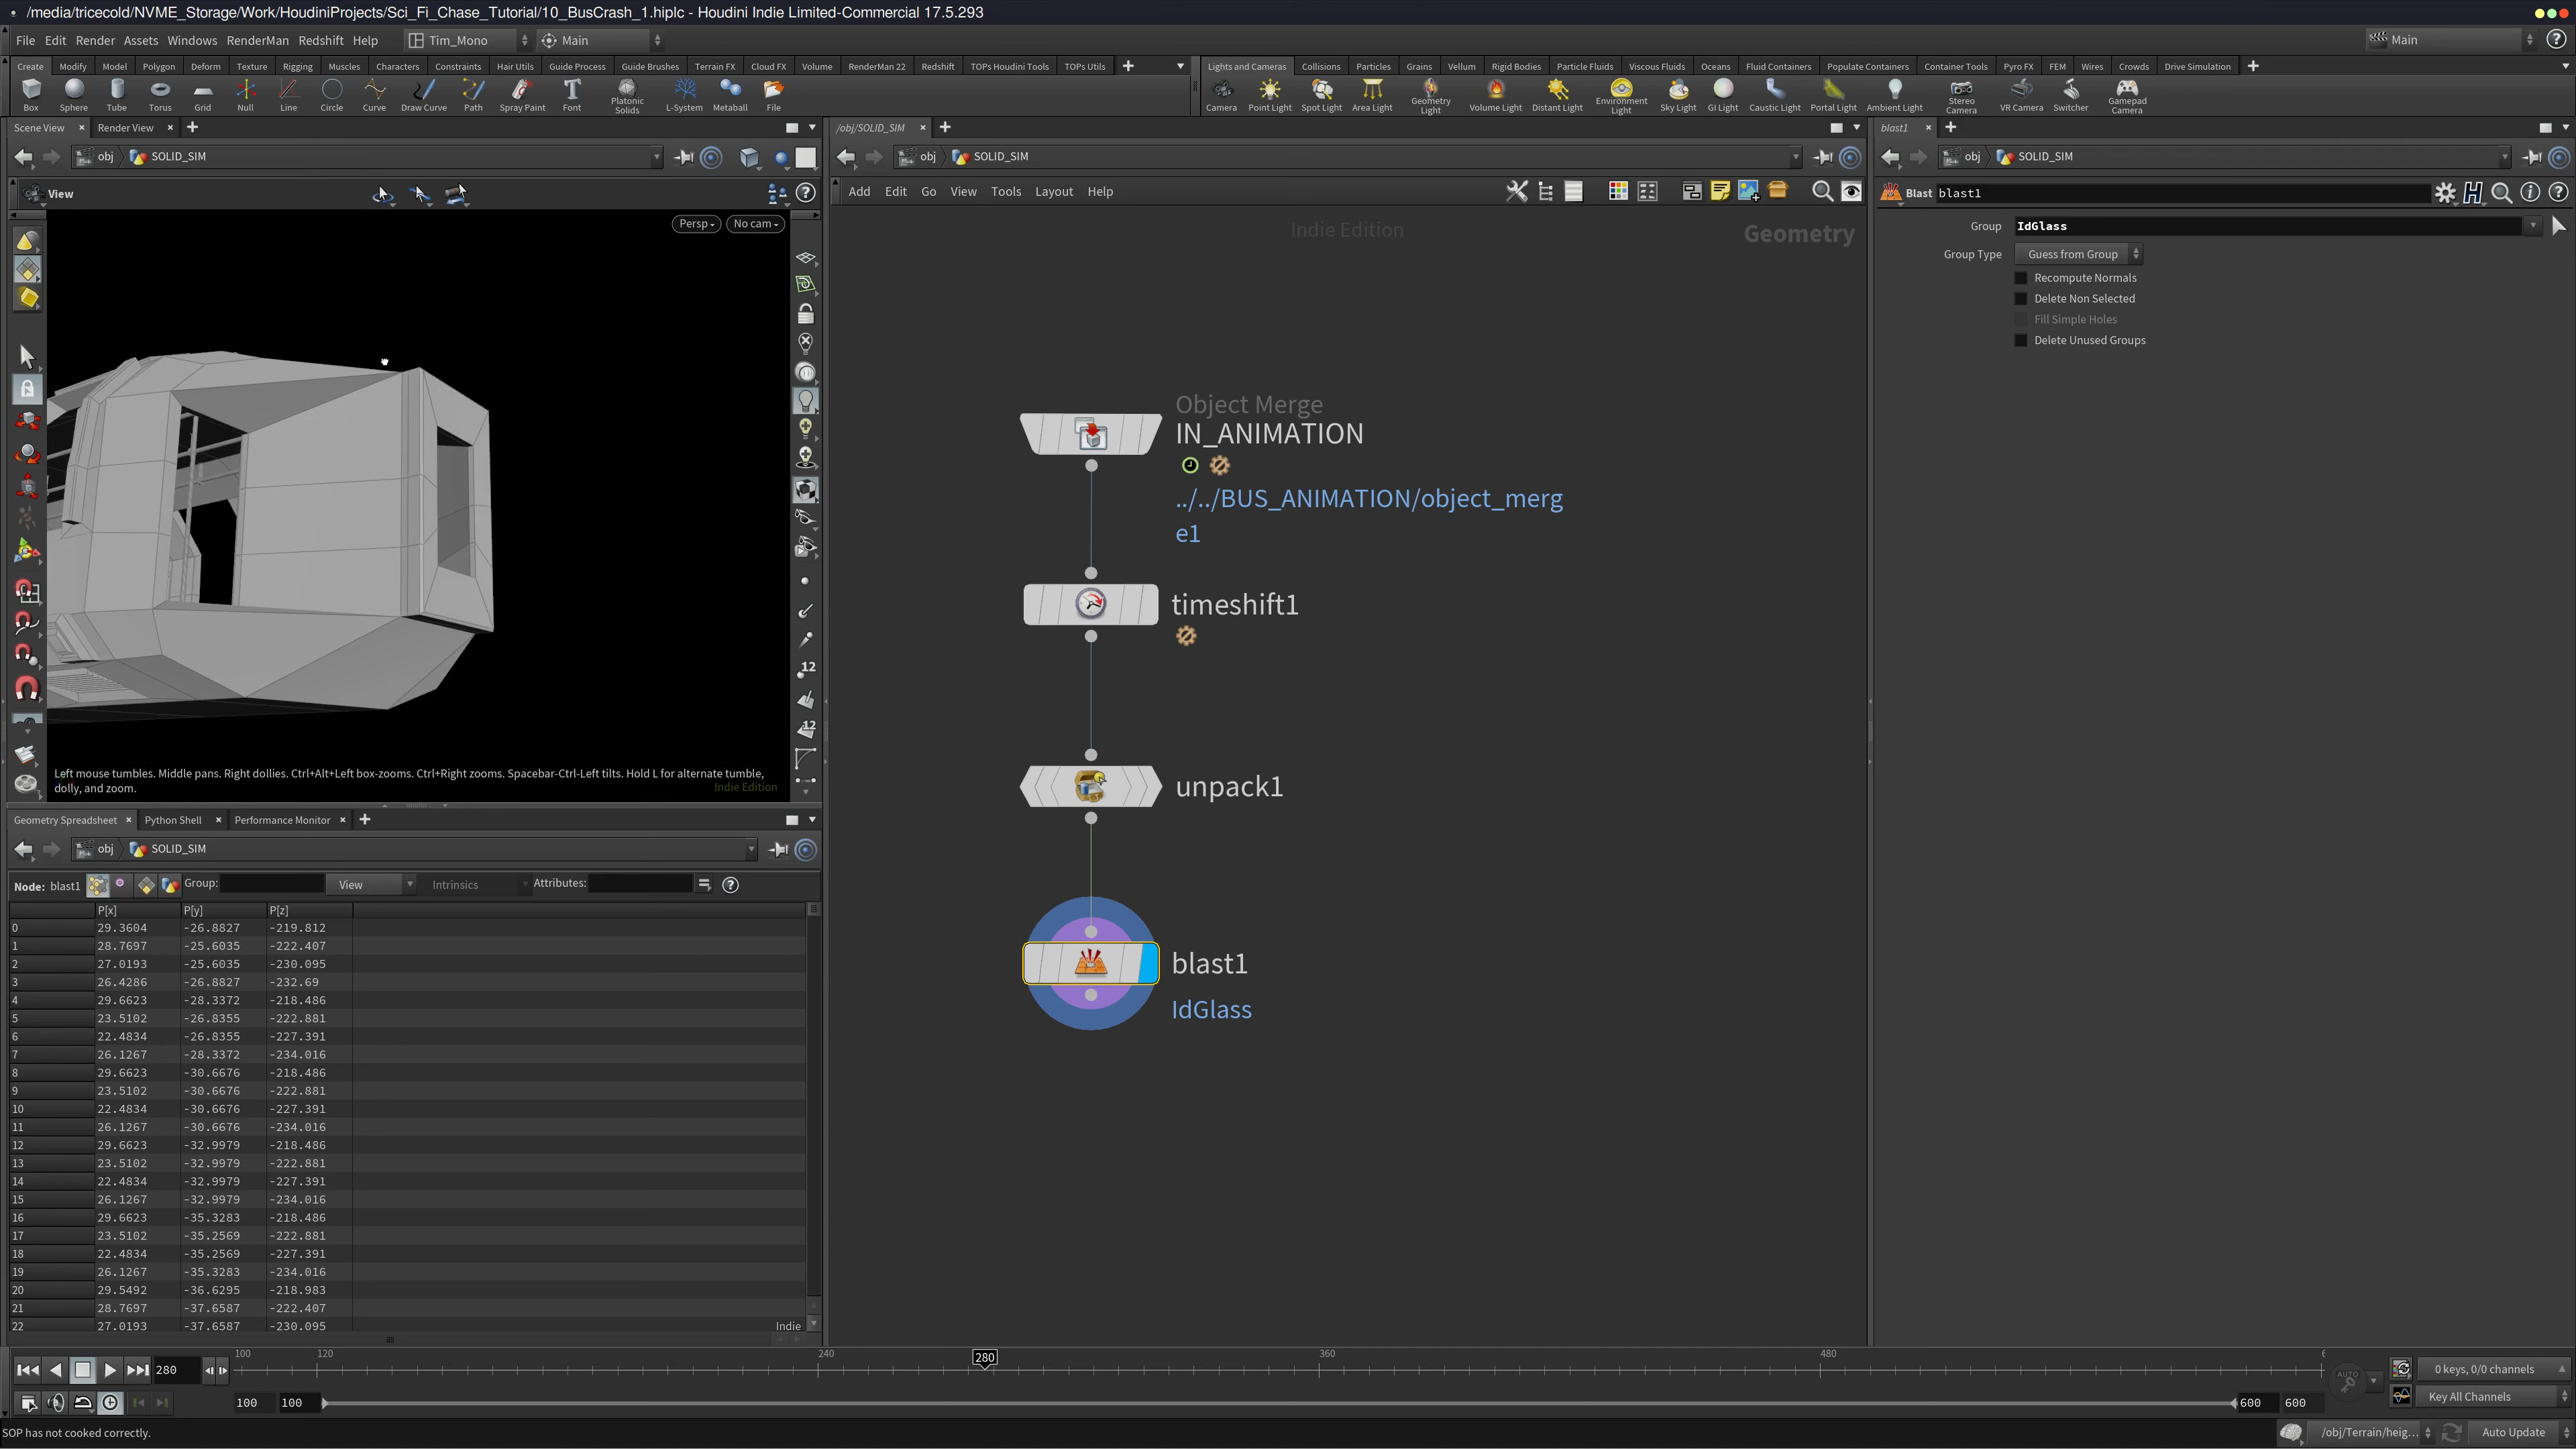 /media/tricecold/NVME_Storage/Work/HoudiniProjects/Sci_Fi_Chase_Tutorial/10_BusCrash_1.hiplc - Houdini Indie Limited-Commercial 17.5.293
File Edit Render Assets Windows RenderMan Redshift Help Tim_Mono Main Main
Create Modify Model Polygon Deform Texture Rigging Muscles Characters Constraints Hair Utils Guide Process Guide Brushes Terrain FX Cloud FX Volume RenderMan 22 Redshift TOPs Houdini Tools TOPs Utils
Box Sphere Tube Torus Grid Null Line Circle Curve Draw Curve Path Spray Paint Font Platonic Solids L-System Metaball File
Lights and Cameras Collisions Particles Grains Vellum Rigid Bodies Particle Fluids Viscous Fluids Oceans Fluid Containers Populate Containers Container Tools Pyro FX FEM Wires Crowds Drive Simulation
Camera Point Light Spot Light Area Light Geometry Light Volume Light Distant Light Environment Light Sky Light GI Light Caustic Light Portal Light Ambient Light Stereo Camera VR Camera Switcher Gamepad Camera
Scene View Render View
obj SOLID_SIM
View
Persp No cam
12
12
Left mouse tumbles. Middle pans. Right dollies. Ctrl+Alt+Left box-zooms. Ctrl+Right zooms. Spacebar-Ctrl-Left tilts. Hold L for alternate tumble,
dolly, and zoom.
Indie Edition
/obj/SOLID_SIM
obj SOLID_SIM
Add Edit Go View Tools Layout Help
Indie Edition
Geometry
Object Merge
IN_ANIMATION
../../BUS_ANIMATION/object_merg
e1
timeshift1
unpack1
blast1
IdGlass
blast1
obj SOLID_SIM
Blast blast1
Group IdGlass
Group Type Guess from Group
Recompute Normals
Delete Non Selected
Fill Simple Holes
Delete Unused Groups
Geometry Spreadsheet Python Shell Performance Monitor
obj SOLID_SIM
Node: blast1 Group: View Intrinsics Attributes:
P[x] P[y] P[z]
0 29.3604 -26.8827 -219.812
1 28.7697 -25.6035 -222.407
2 27.0193 -25.6035 -230.095
3 26.4286 -26.8827 -232.69
4 29.6623 -28.3372 -218.486
5 23.5102 -26.8355 -222.881
6 22.4834 -26.8355 -227.391
7 26.1267 -28.3372 -234.016
8 29.6623 -30.6676 -218.486
9 23.5102 -30.6676 -222.881
10 22.4834 -30.6676 -227.391
11 26.1267 -30.6676 -234.016
12 29.6623 -32.9979 -218.486
13 23.5102 -32.9979 -222.881
14 22.4834 -32.9979 -227.391
15 26.1267 -32.9979 -234.016
16 29.6623 -35.3283 -218.486
17 23.5102 -35.2569 -222.881
18 22.4834 -35.2569 -227.391
19 26.1267 -35.3283 -234.016
20 29.5492 -36.6295 -218.983
21 28.7697 -37.6587 -222.407
22 27.0193 -37.6587 -230.095
Indie
280 100 120 240 280 360 480
0 keys, 0/0 channels
AUTO
100 100 600 600
Key All Channels
SOP has not cooked correctly.
/obj/Terrain/heig... Auto Update